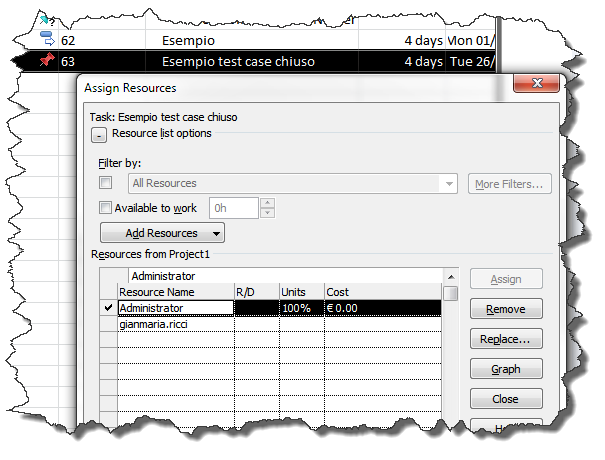 62 Esempio 4 days Mon 01/
63 Esempio test case chiuso 4 days Tue 26/
Assign Resources
Task: Esempio test case chiuso
- Resource list options
Filter by:
All Resources More Filters...
Available to work 0h
Add Resources
Resources from Project1
Administrator Assign
Resource Name R/D Units Cost
Administrator 100% € 0.00 Remove
gianmaria.ricci
Replace...
Graph
Close